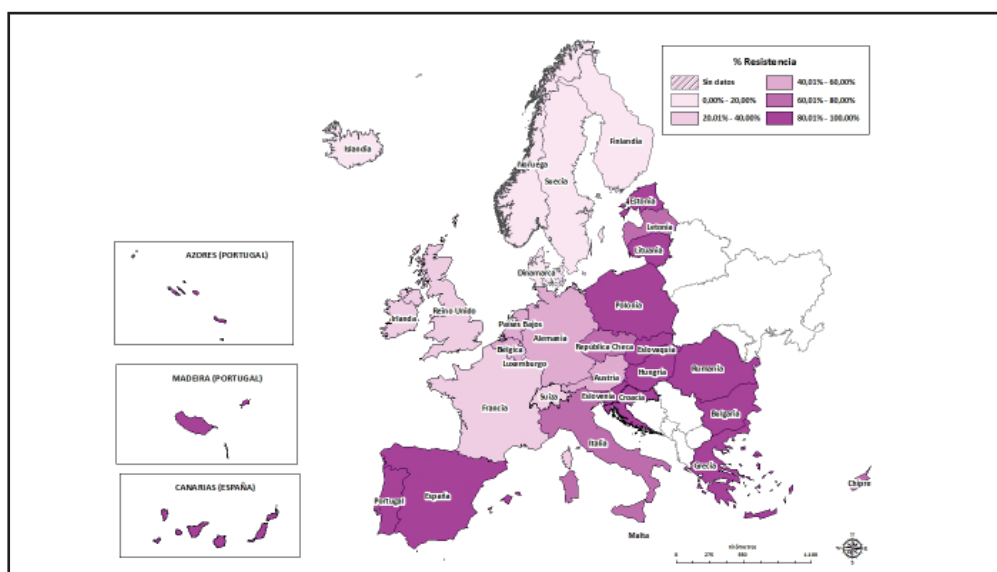 % Resistencia
Sin datos
0,00% - 20,00%
20,01% - 40,00%
40,01% - 60,00%
60,01% - 80,00%
80,01% - 100,00%
Islandia
Noruega
Suecia
Finlandia
Estonia
Letonia
Lituania
Dinamarca
AZORES (PORTUGAL)
Irlanda
Reino Unido
Países Bajos
Polonia
Alemania
Bélgica
Luxemburgo
República Checa
Eslovaquia
MADEIRA (PORTUGAL)
Austria
Hungría
Rumanía
Suiza
Eslovenia
Croacia
Francia
Bulgaria
Italia
Grecia
CANARIAS (ESPAÑA)
Portugal
España
Chipre
Malta
Kilómetros
0